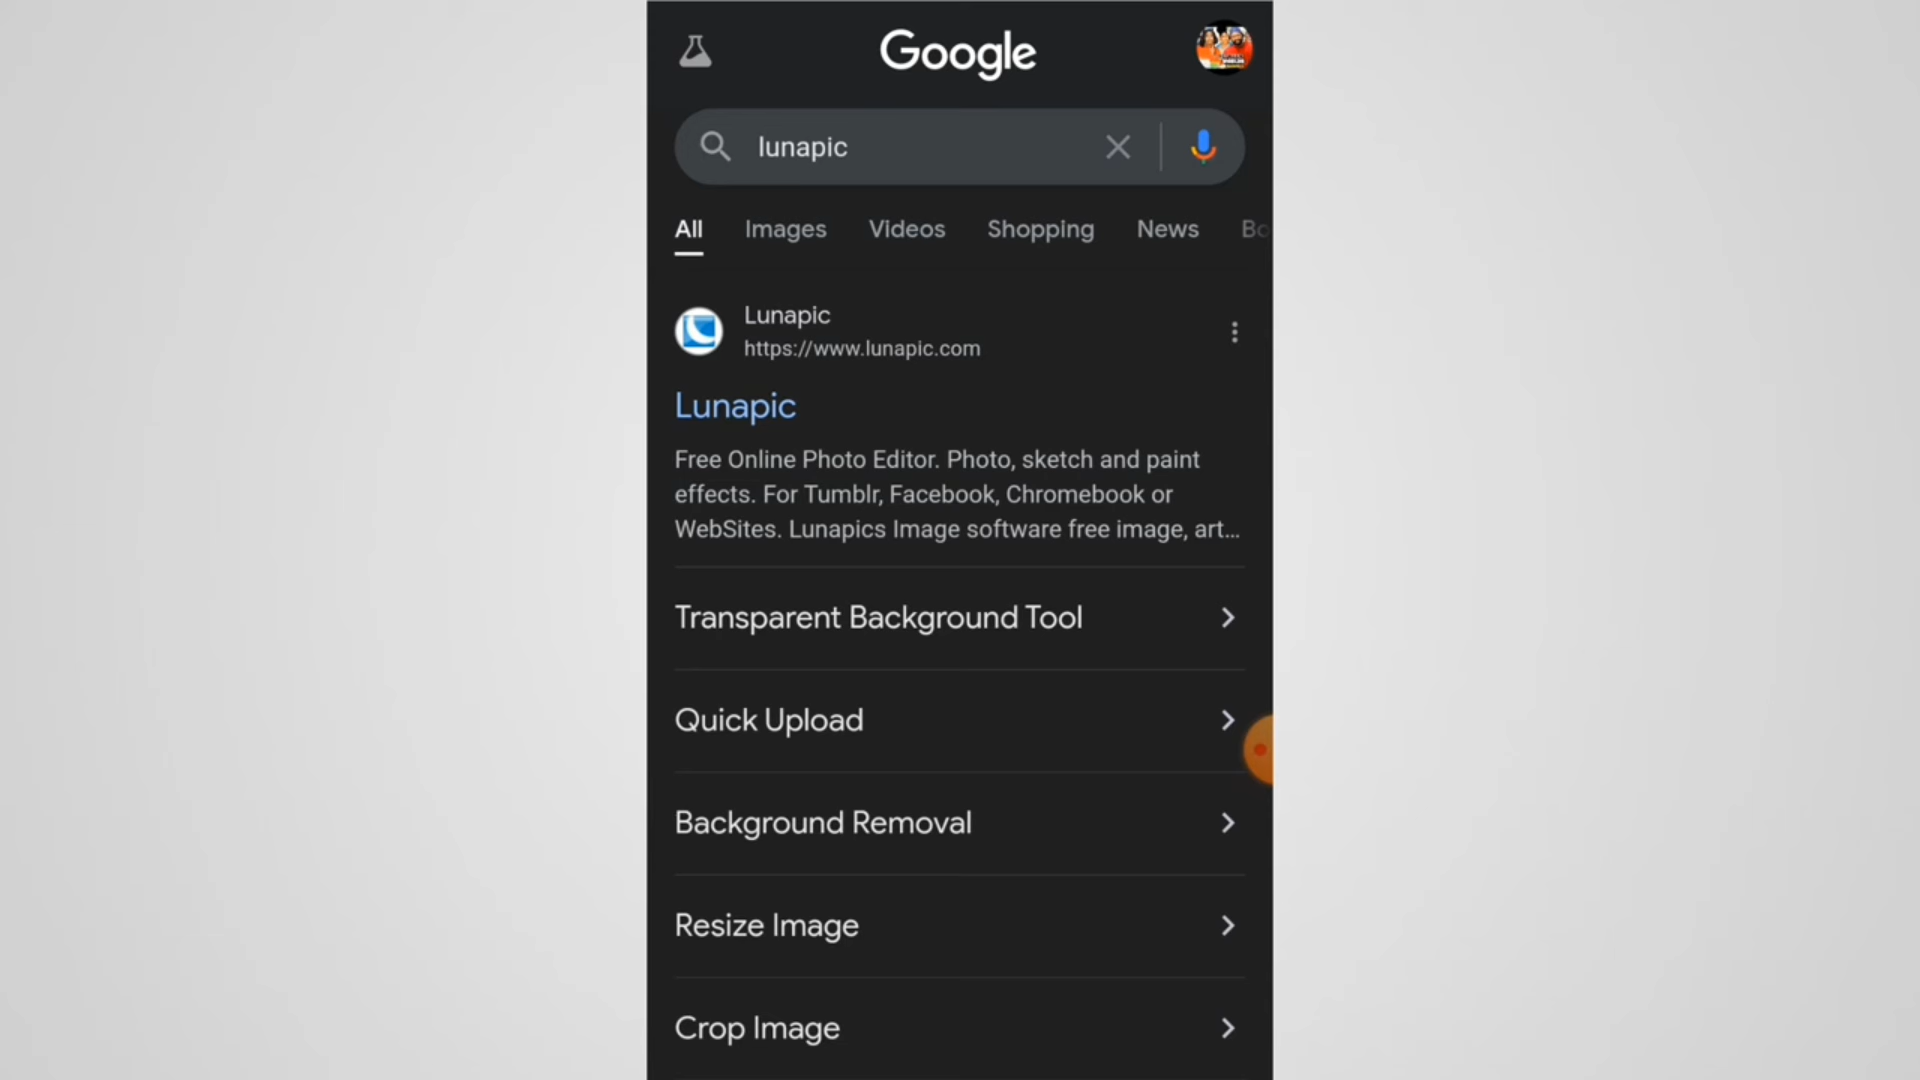 Google
lunapic
All Images Videos Shopping News Bo
Lunapic
https://www.lunapic.com
Lunapic
Free Online Photo Editor. Photo, sketch and paint
effects. For Tumblr, Facebook, Chromebook or
WebSites. Lunapics Image software free image, art...
Transparent Background Tool
Quick Upload
Background Removal
Resize Image
Crop Image